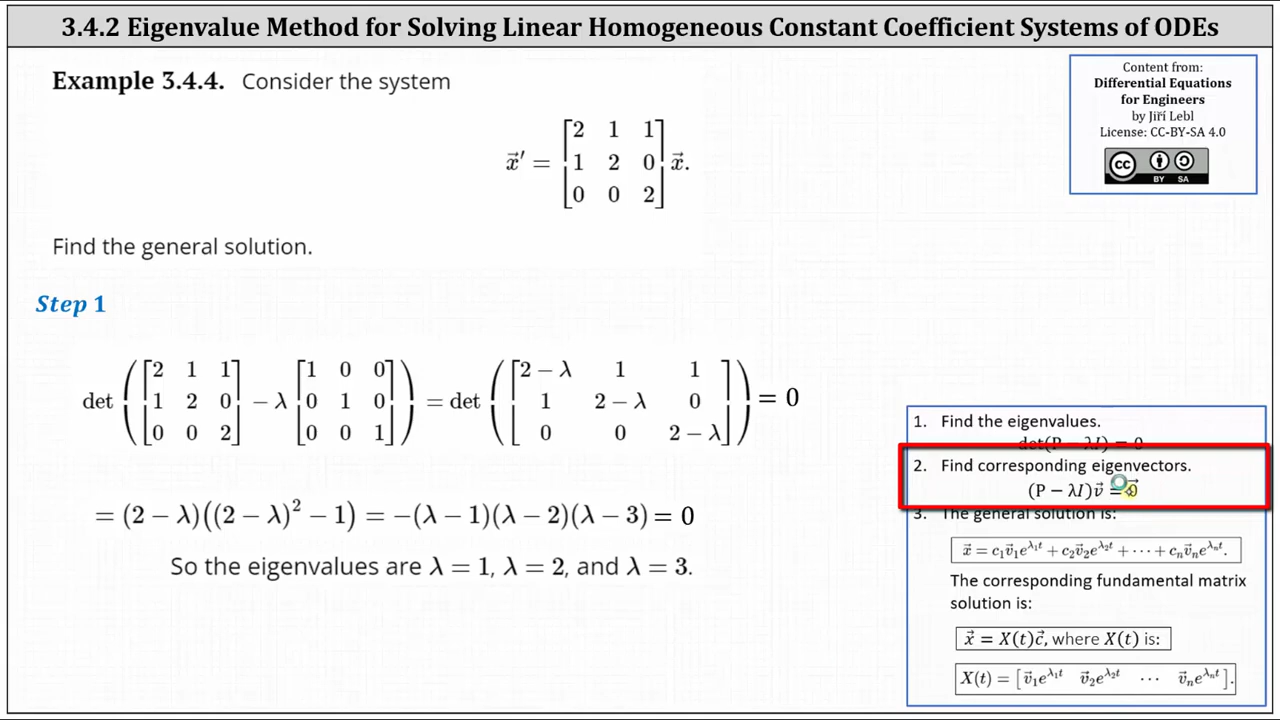 3.4.2 Eigenvalue Method for Solving Linear Homogeneous Constant Coefficient Systems of ODEs
Example 3.4.4. Consider the system
x⃗′ = [2 1 1; 1 2 0; 0 0 2] x⃗.
Find the general solution.
Step 1
det ([2 1 1; 1 2 0; 0 0 2] − λ [1 0 0; 0 1 0; 0 0 1]) = det ([2 − λ 1 1; 1 2 − λ 0; 0 0 2 − λ]) = 0
= (2 − λ)((2 − λ)² − 1) = −(λ − 1)(λ − 2)(λ − 3) = 0
So the eigenvalues are λ = 1, λ = 2, and λ = 3.
Content from:
Differential Equations
for Engineers
by Jiří Lebl
License: CC-BY-SA 4.0
cc
BY SA
1. Find the eigenvalues.
det(P − λI) = 0
2. Find corresponding eigenvectors.
(P − λI)v⃗ = 0⃗
3. The general solution is:
x⃗ = c₁v⃗₁e^{λ₁t} + c₂v⃗₂e^{λ₂t} + ⋯ + cₙv⃗ₙe^{λₙt}.
The corresponding fundamental matrix
solution is:
x⃗ = X(t)c⃗, where X(t) is:
X(t) = [v⃗₁e^{λ₁t} v⃗₂e^{λ₂t} ⋯ v⃗ₙe^{λₙt}].